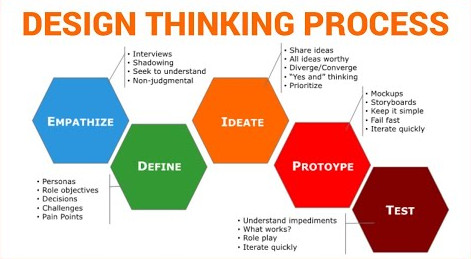 DESIGN THINKING PROCESS
• Interviews
• Shadowing
• Seek to understand
• Non-judgmental
EMPATHIZE
• Personas
• Role objectives
• Decisions
• Challenges
• Pain Points
DEFINE
• Share ideas
• All ideas worthy
• Diverge/Converge
• "Yes and" thinking
• Prioritize
IDEATE
• Mockups
• Storyboards
• Keep it simple
• Fail fast
• Iterate quickly
PROTOYPE
• Understand impediments
• What works?
• Role play
• Iterate quickly
TEST